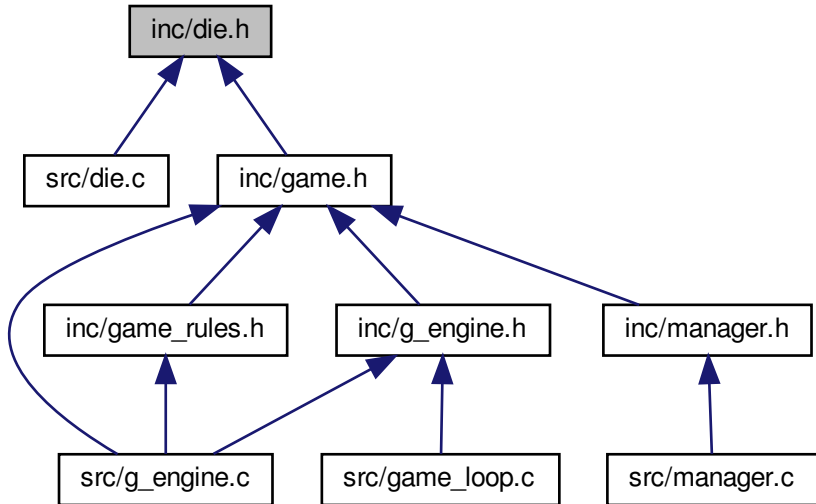 inc/die.h
src/die.c
inc/game.h
inc/game_rules.h
inc/g_engine.h
inc/manager.h
src/g_engine.c
src/game_loop.c
src/manager.c